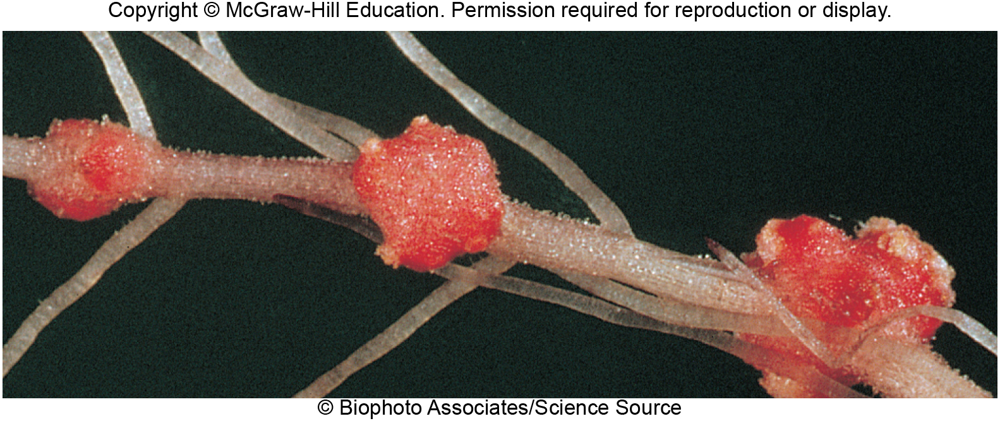 Copyright © McGraw-Hill Education. Permission required for reproduction or display.
© Biophoto Associates/Science Source